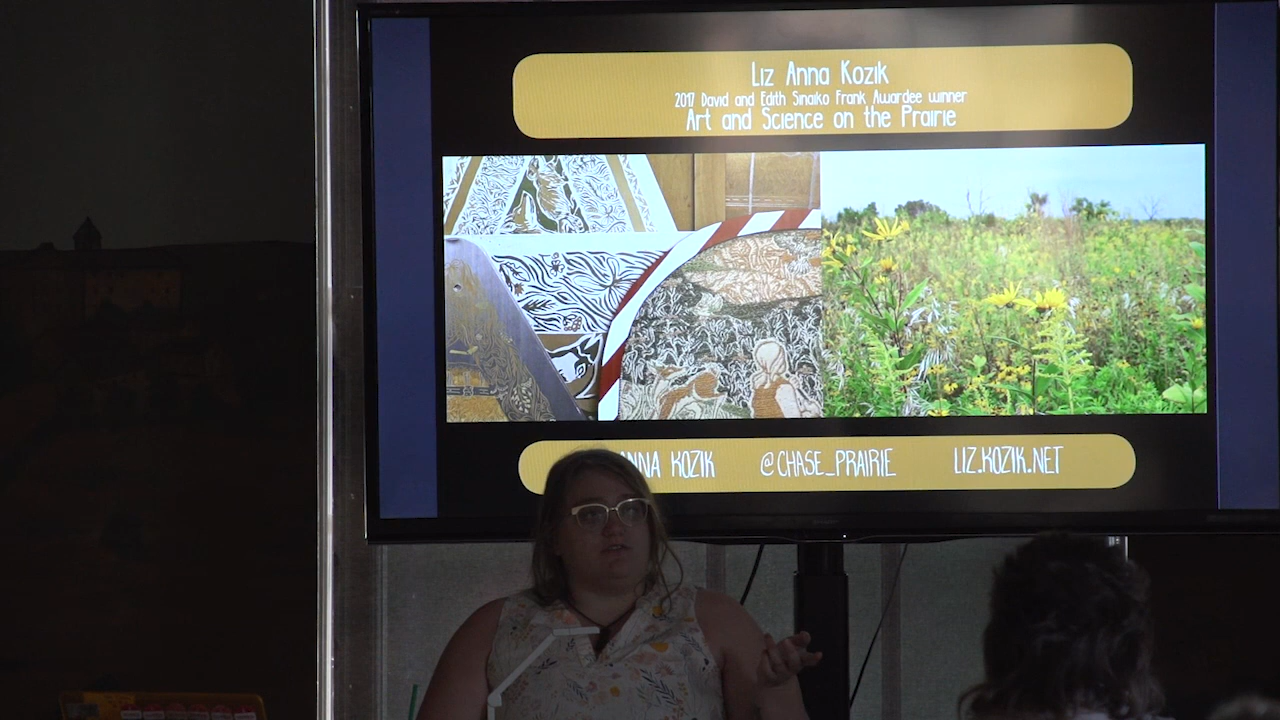 Liz Anna Kozik
2017 David and Edith Sinaiko Frank Awardee winner
Art and Science on the Prairie
ANNA KOZIK @CHASE_PRAIRIE LIZ.KOZIK.NET